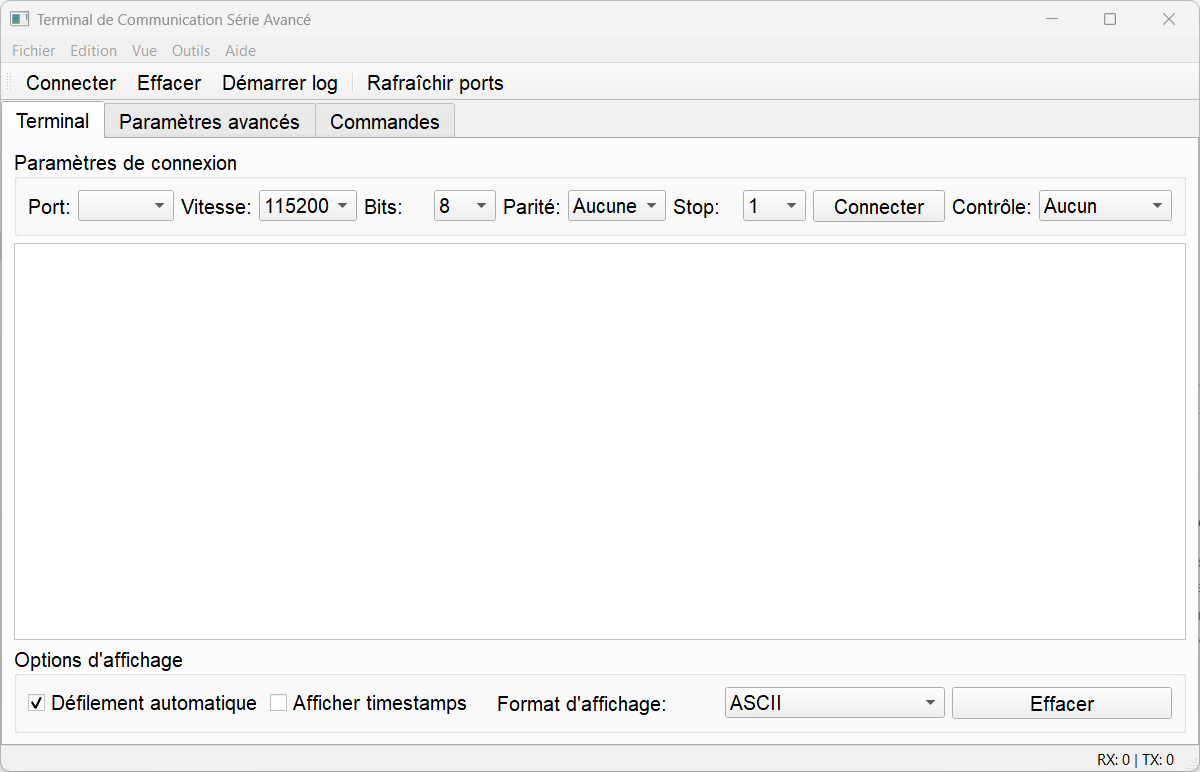 Terminal de Communication Série Avancé
Fichier Edition Vue Outils Aide
Connecter Effacer Démarrer log Rafraîchir ports
Terminal Paramètres avancés Commandes
Paramètres de connexion
Port: Vitesse: 115200 Bits: 8 Parité: Aucune Stop: 1 Connecter Contrôle: Aucun
Options d'affichage
Défilement automatique Afficher timestamps Format d'affichage: ASCII Effacer
RX: 0 | TX: 0